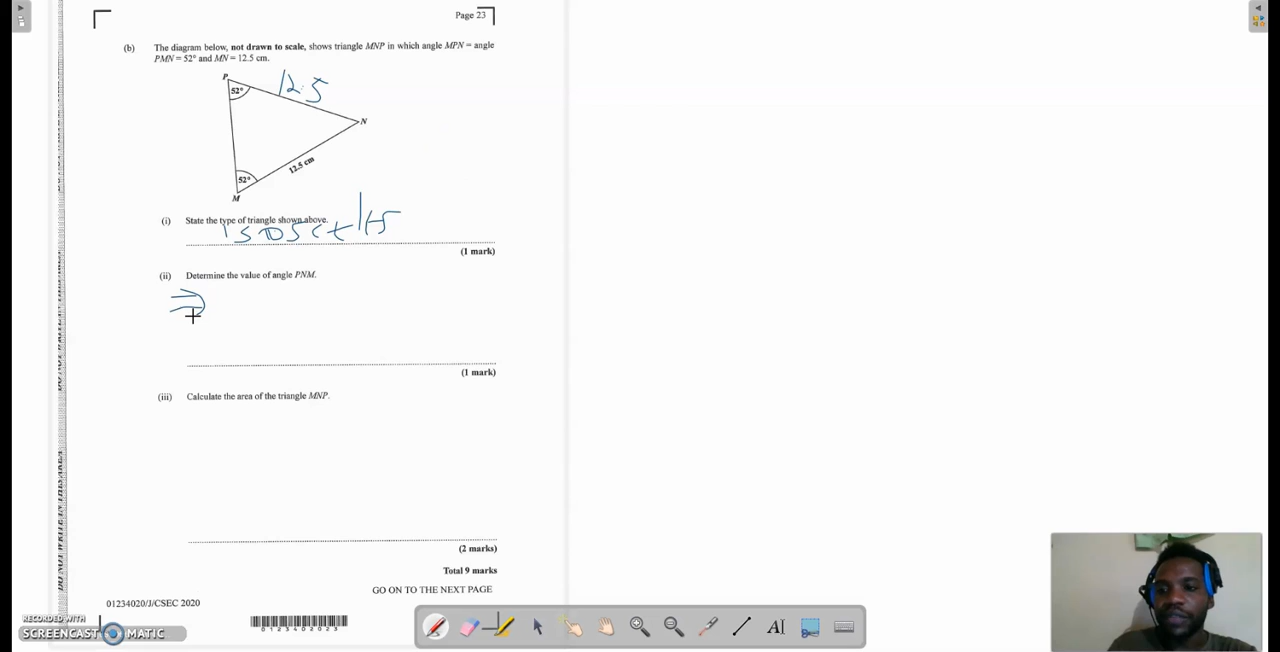 Page 23
(b) The diagram below, not drawn to scale, shows triangle MNP in which angle MPN = angle
PMN = 52° and MN = 12.5 cm.
P
12.5
52°
N
12.5 cm
52°
M
(i) State the type of triangle shown above.
(1 mark)
(ii) Determine the value of angle PNM.
(1 mark)
(iii) Calculate the area of the triangle MNP.
(2 marks)
Total 9 marks
GO ON TO THE NEXT PAGE
01234020/J/CSEC 2020
RECORDED WITH
SCREENCAST MATIC
AI